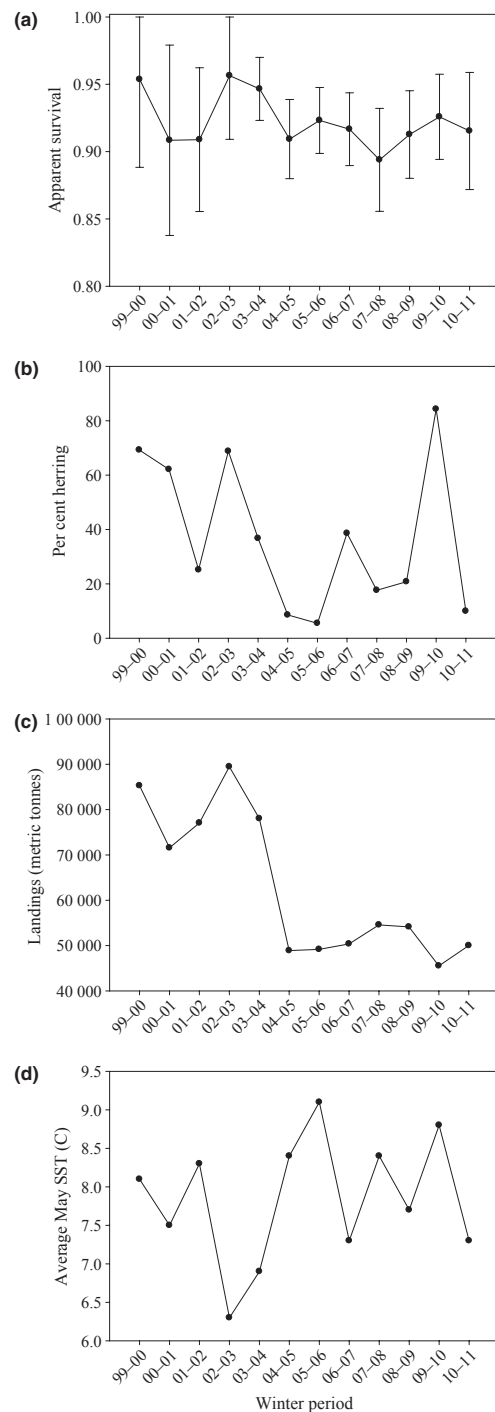 (a)
1.00
0.95
0.90
0.85
0.80
Apparent survival
99–00 00–01 01–02 02–03 03–04 04–05 05–06 06–07 07–08 08–09 09–10 10–11
(b)
100
80
60
40
20
0
Per cent herring
99–00 00–01 01–02 02–03 03–04 04–05 05–06 06–07 07–08 08–09 09–10 10–11
(c)
1 00 000
90 000
80 000
70 000
60 000
50 000
40 000
Landings (metric tonnes)
99–00 00–01 01–02 02–03 03–04 04–05 05–06 06–07 07–08 08–09 09–10 10–11
(d)
9.5
9.0
8.5
8.0
7.5
7.0
6.5
6.0
Average May SST (C)
99–00 00–01 01–02 02–03 03–04 04–05 05–06 06–07 07–08 08–09 09–10 10–11
Winter period